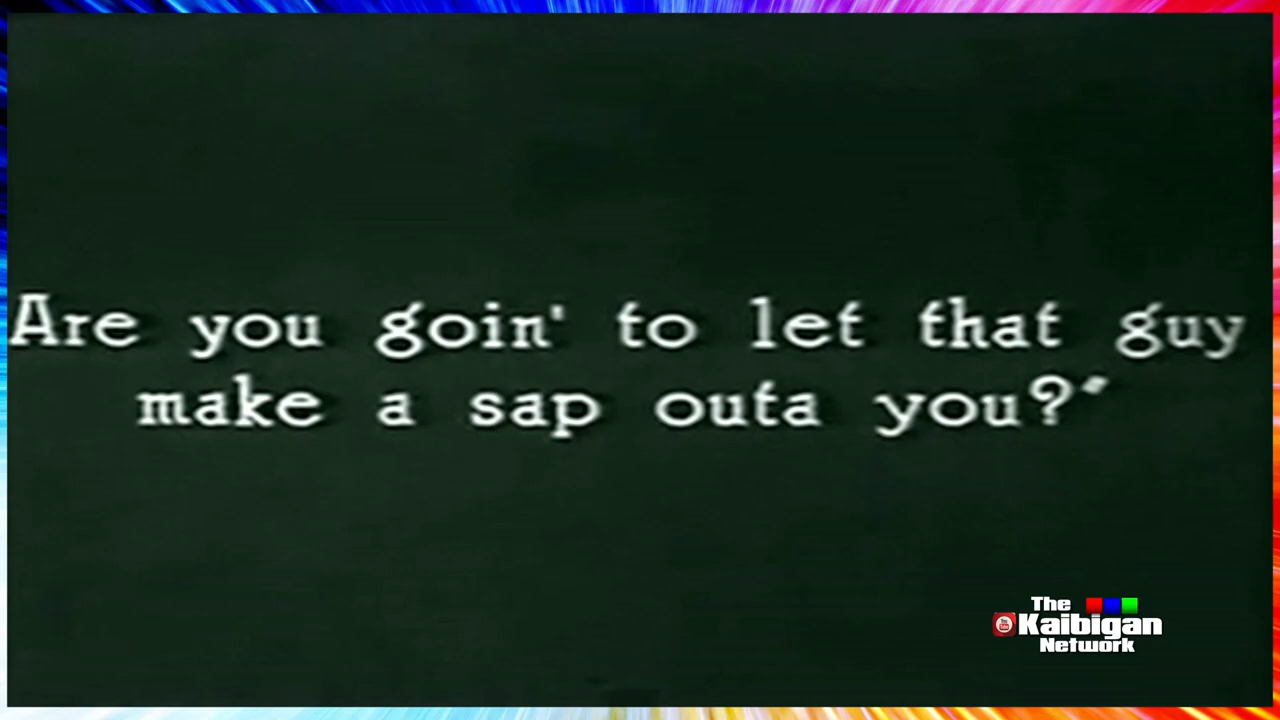 Are you goin' to let that guy
make a sap outa you?"
The
Kaibigan
Network